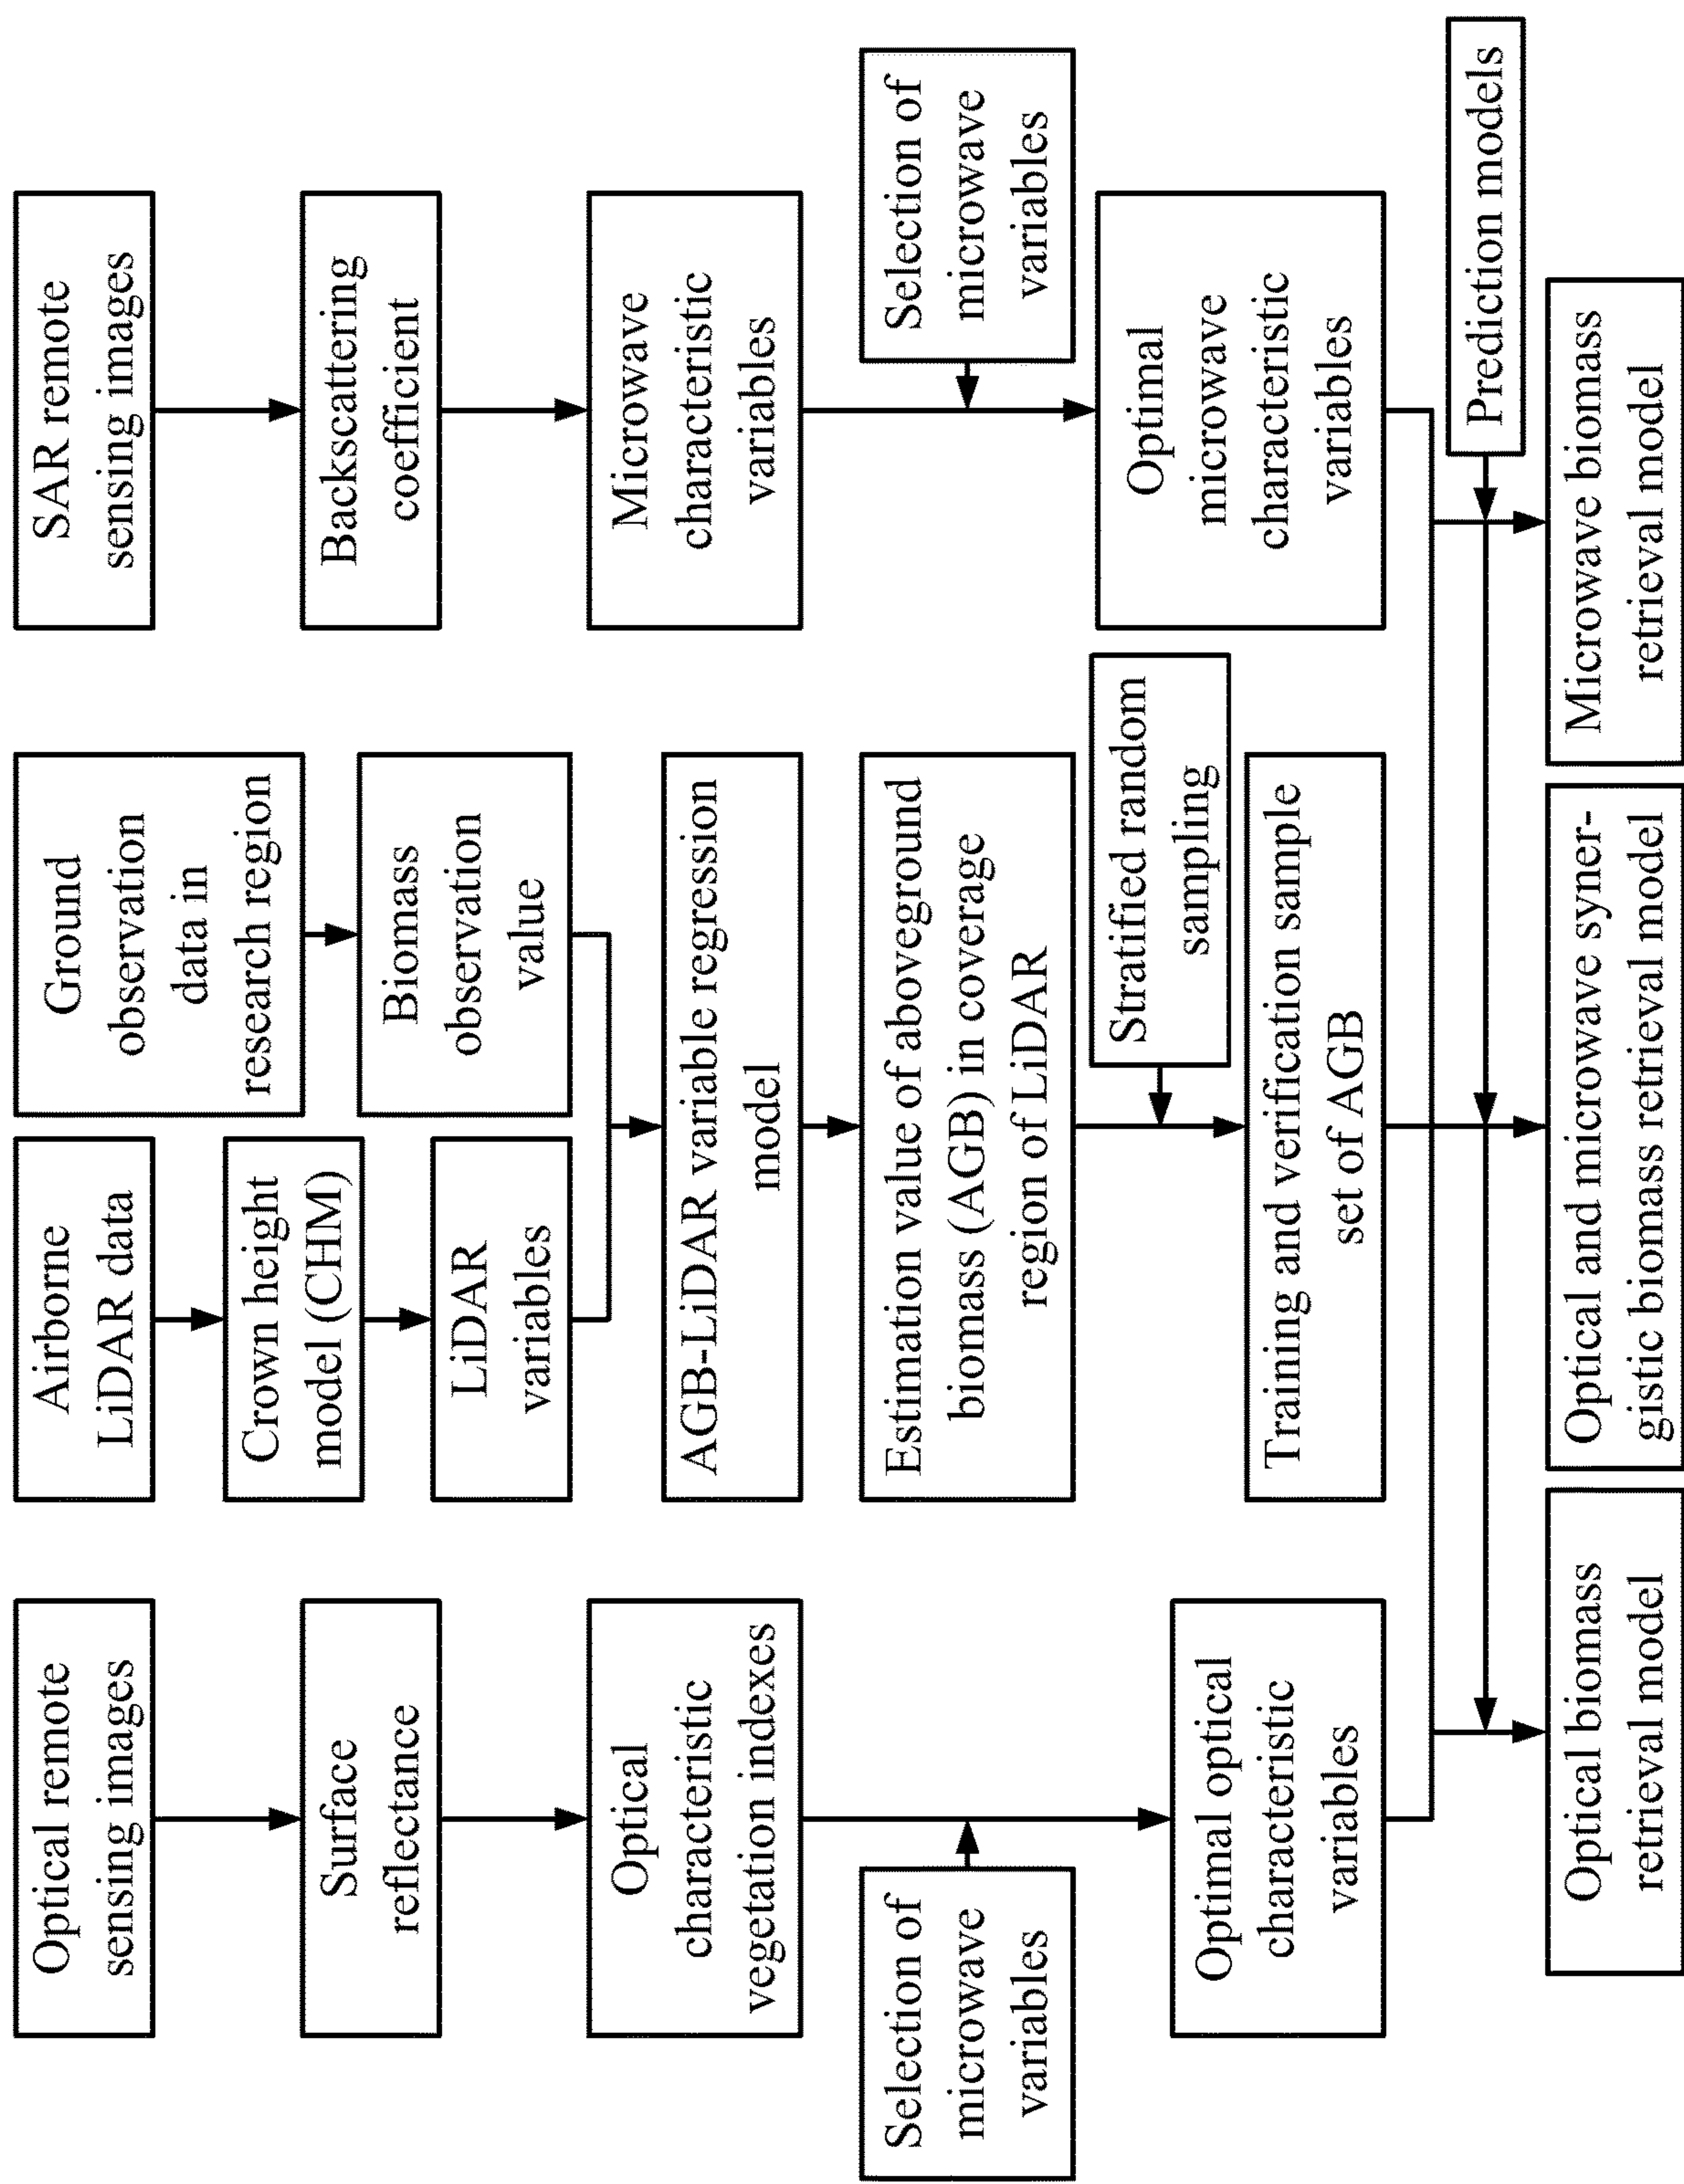 Optical remote
sensing images
Surface
reflectance
Optical
characteristic
vegetation indexes
Selection of
microwave
variables
Optimal optical
characteristic
variables
Optical biomass
retrieval model
Airborne
LiDAR data
Crown height
model (CHM)
LiDAR
variables
Ground
observation
data in
research region
Biomass
observation
value
AGB-LiDAR variable regression
model
Estimation value of aboveground
biomass (AGB) in coverage
region of LiDAR
Stratified random
sampling
Training and verification sample
set of AGB
Optical and microwave syner-
gistic biomass retrieval model
SAR remote
sensing images
Backscattering
coefficient
Microwave
characteristic
variables
Selection of
microwave
variables
Optimal
microwave
characteristic
variables
Prediction models
Microwave biomass
retrieval model